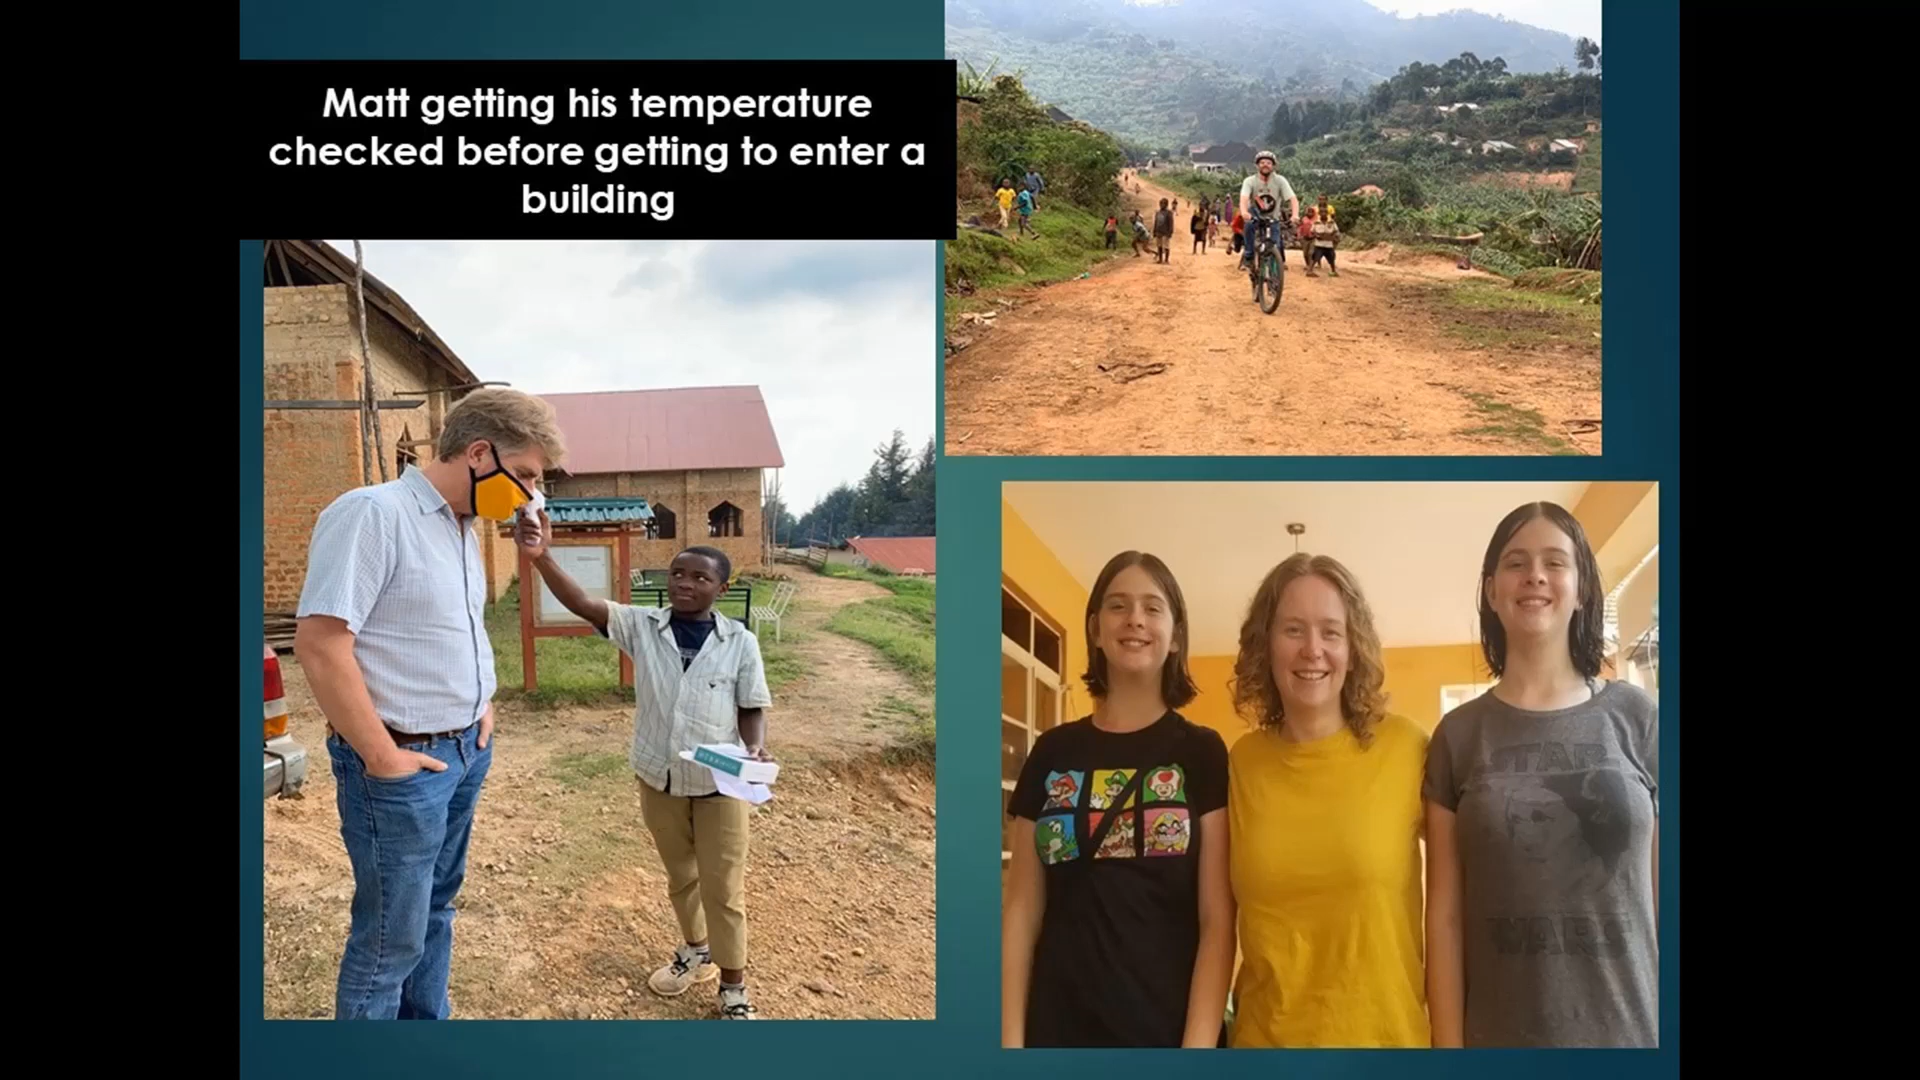 Matt getting his temperature
checked before getting to enter a
building
STAR
WARS